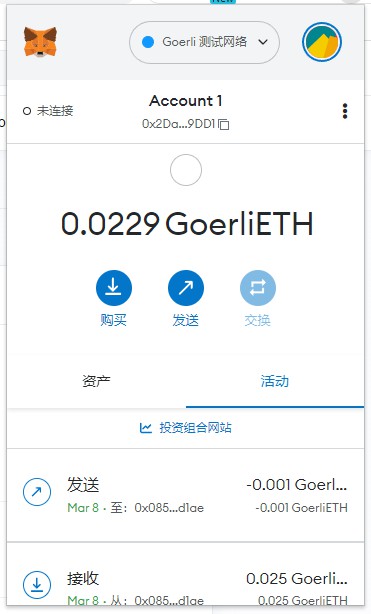 New
Goerli 测试网络
未连接
Account 1
0x2Da...9DD1
0.0229 GoerliETH
购买
发送
交换
资产
活动
投资组合网站
发送
-0.001 Goerl...
Mar 8 · 至：0x085...d1ae
-0.001 GoerliETH
接收
0.025 Goerli...
Mar 8 · 从：0x085...d1ae
0.025 GoerliETH